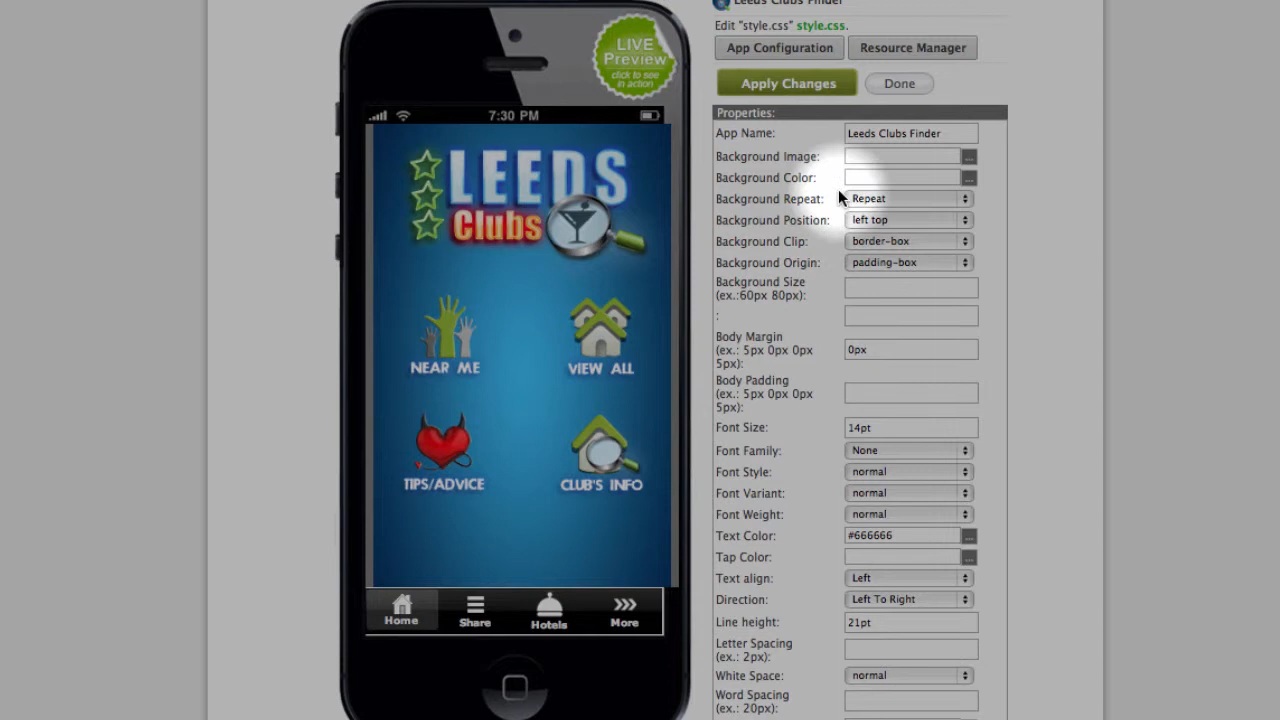 Leeds Clubs Finder
Edit "style.css" style.css.
App Configuration
Resource Manager
Apply Changes
Done
LIVE
Preview
click to see
in action
7:30 PM
LEEDS
Clubs
NEAR ME
VIEW ALL
TIPS/ADVICE
CLUB'S INFO
Home
Share
Hotels
More
Properties:
App Name: Leeds Clubs Finder
Background Image: ...
Background Color: ...
Background Repeat: Repeat
Background Position: left top
Background Clip: border-box
Background Origin: padding-box
Background Size
(ex.:60px 80px):
:
Body Margin
(ex.: 5px 0px 0px 0px
5px):
Body Padding
(ex.: 5px 0px 0px
5px):
Font Size: 14pt
Font Family: None
Font Style: normal
Font Variant: normal
Font Weight: normal
Text Color: #666666 ...
Tap Color: ...
Text align: Left
Direction: Left To Right
Line height: 21pt
Letter Spacing
(ex.: 2px):
White Space: normal
Word Spacing
(ex.: 20px):